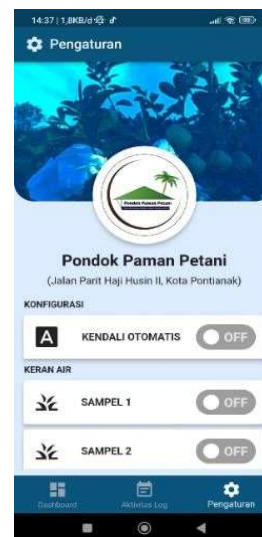 14:37 | 1,8KB/d
Pengaturan
Pondok Paman Petani
Pondok Paman Petani
(Jalan Parit Haji Husin II, Kota Pontianak)
KONFIGURASI
A KENDALI OTOMATIS OFF
KERAN AIR
SAMPEL 1 OFF
SAMPEL 2 OFF
Dashboard Aktivitas Log Pengaturan